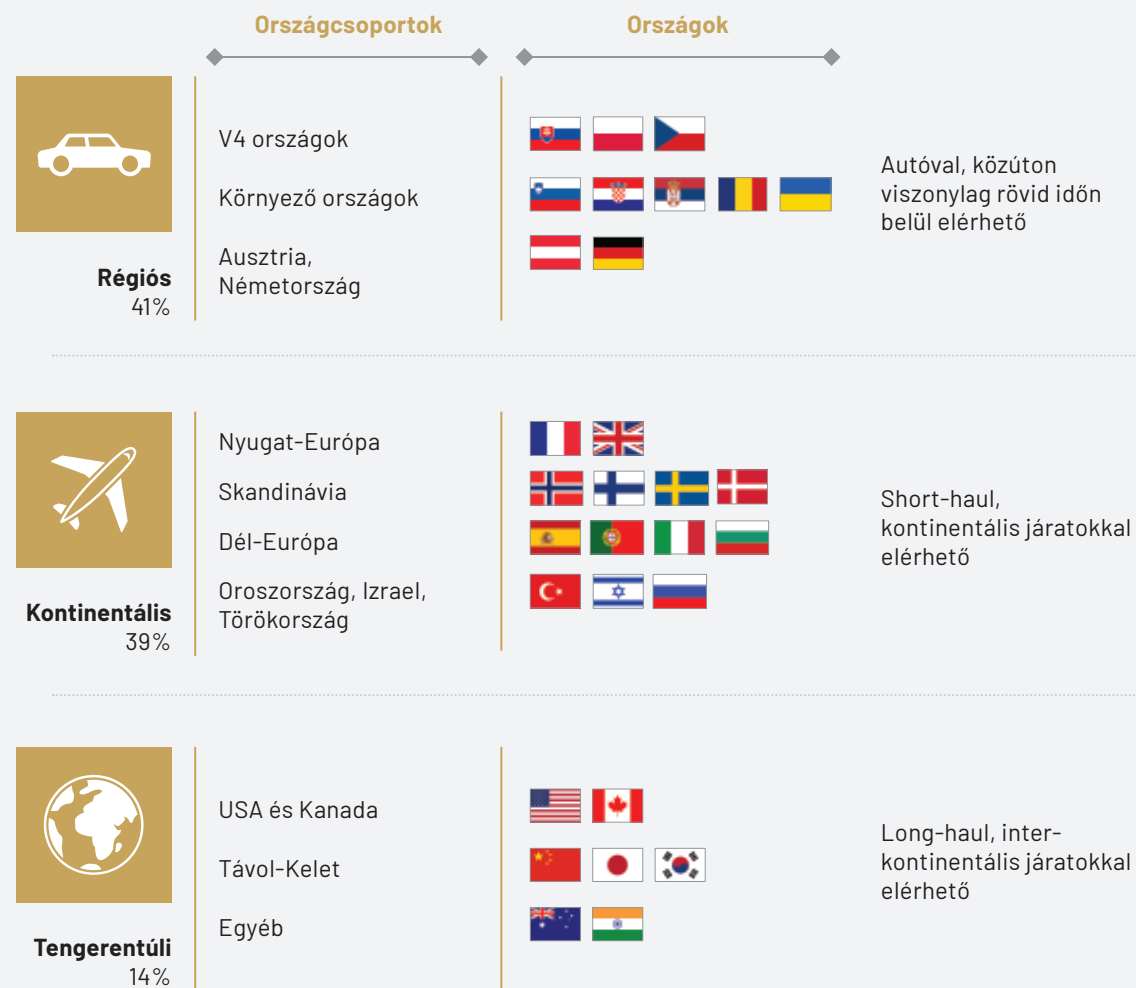 Országcsoportok
Országok
V4 országok
Környező országok
Ausztria,
Németország
Autóval, közúton
viszonylag rövid időn
belül elérhető
Régiós
41%
Nyugat-Európa
Skandinávia
Dél-Európa
Oroszország, Izrael,
Törökország
Short-haul,
kontinentális járatokkal
elérhető
Kontinentális
39%
USA és Kanada
Távol-Kelet
Egyéb
Long-haul, inter-
kontinentális járatokkal
elérhető
Tengerentúli
14%